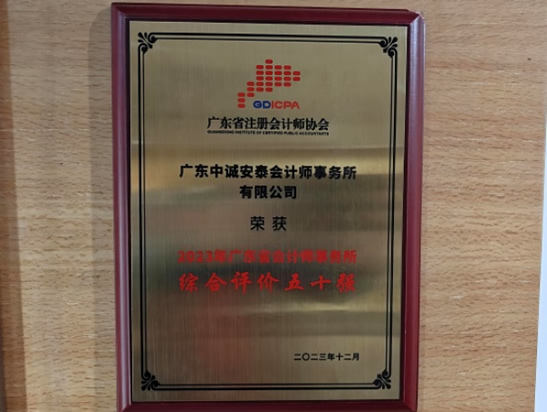 GDICPA
广东省注册会计师协会
GUANGDONG INSTITUTE OF CERTIFIED PUBLIC ACCOUNTANTS
广东中诚安泰会计师事务所
有限公司
荣获
2023年广东省会计师事务所
综合评价五十强
二〇二三年十二月